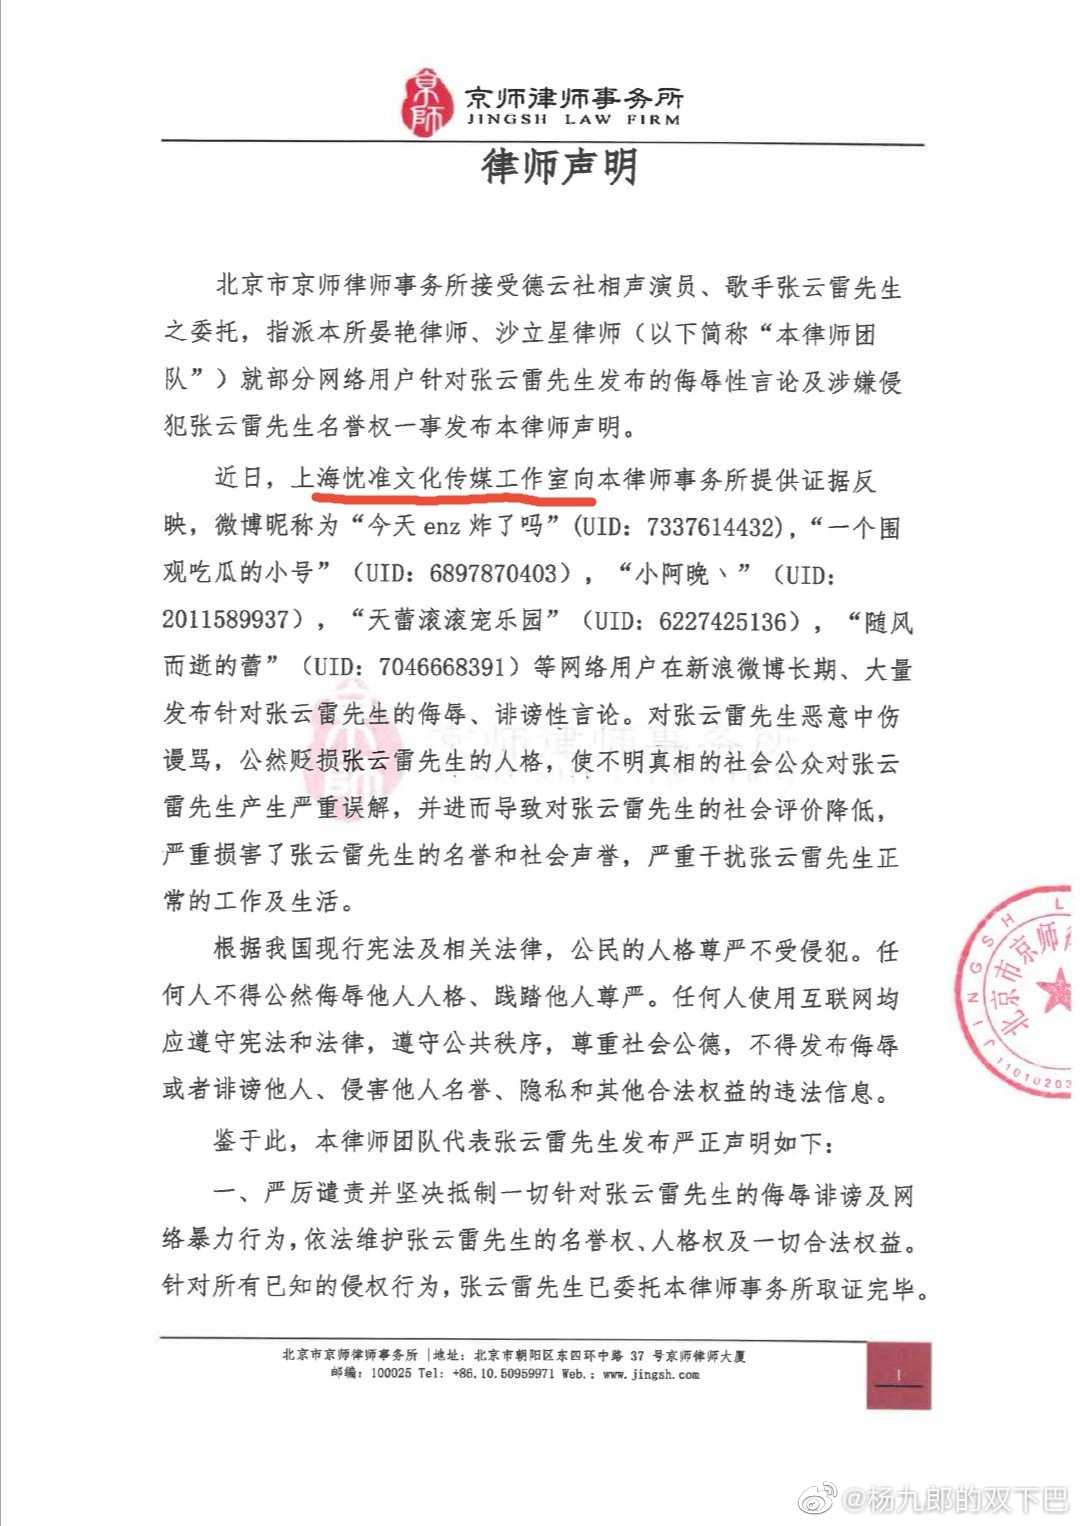 京师律师事务所
JINGSH LAW FIRM
律师声明
北京市京师律师事务所接受德云社相声演员、歌手张云雷先生
之委托，指派本所晏艳律师、沙立星律师（以下简称“本律师团
队”）就部分网络用户针对张云雷先生发布的侮辱性言论及涉嫌侵
犯张云雷先生名誉权一事发布本律师声明。
近日，上海忱准文化传媒工作室向本律师事务所提供证据反
映，微博昵称为“今天 enz 炸了吗”(UID：7337614432)，“一个围
观吃瓜的小号”（UID：6897870403），“小阿晚丶”（UID：
2011589937），“天蕾滚滚宠乐园”（UID：6227425136），“随风
而逝的蕾”（UID：7046668391）等网络用户在新浪微博长期、大量
发布针对张云雷先生的侮辱、诽谤性言论。对张云雷先生恶意中伤
谩骂，公然贬损张云雷先生的人格，使不明真相的社会公众对张云
雷先生产生严重误解，并进而导致对张云雷先生的社会评价降低，
严重损害了张云雷先生的名誉和社会声誉，严重干扰张云雷先生正
常的工作及生活。
根据我国现行宪法及相关法律，公民的人格尊严不受侵犯。任
何人不得公然侮辱他人人格、践踏他人尊严。任何人使用互联网均
应遵守宪法和法律，遵守公共秩序，尊重社会公德，不得发布侮辱
或者诽谤他人、侵害他人名誉、隐私和其他合法权益的违法信息。
鉴于此，本律师团队代表张云雷先生发布严正声明如下：
一、严厉谴责并坚决抵制一切针对张云雷先生的侮辱诽谤及网
络暴力行为，依法维护张云雷先生的名誉权、人格权及一切合法权益。
针对所有已知的侵权行为，张云雷先生已委托本律师事务所取证完毕。
北京市京师律师事务所 |地址：北京市朝阳区东四环中路 37 号京师律师大厦
邮编：100025 Tel：+86.10.50959971 Web.：www.jingsh.com
1
京師
北京市京师
JINGSH L
11010203
@杨九郎的双下巴